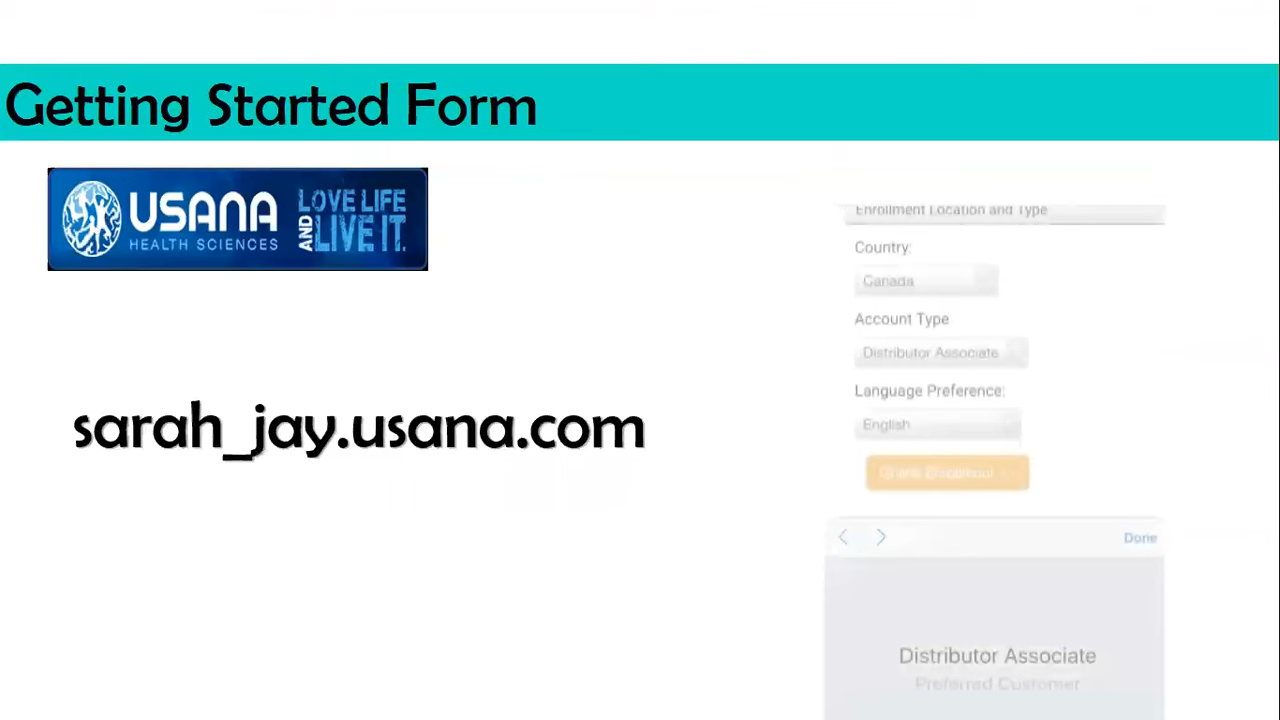 Getting Started Form
USANA
HEALTH SCIENCES
LOVE LIFE
AND LIVE IT.
sarah_jay.usana.com
Enrollment Location and Type
Country:
Canada
Account Type
Distributor Associate
Language Preference:
English
Done
Distributor Associate
Preferred Customer